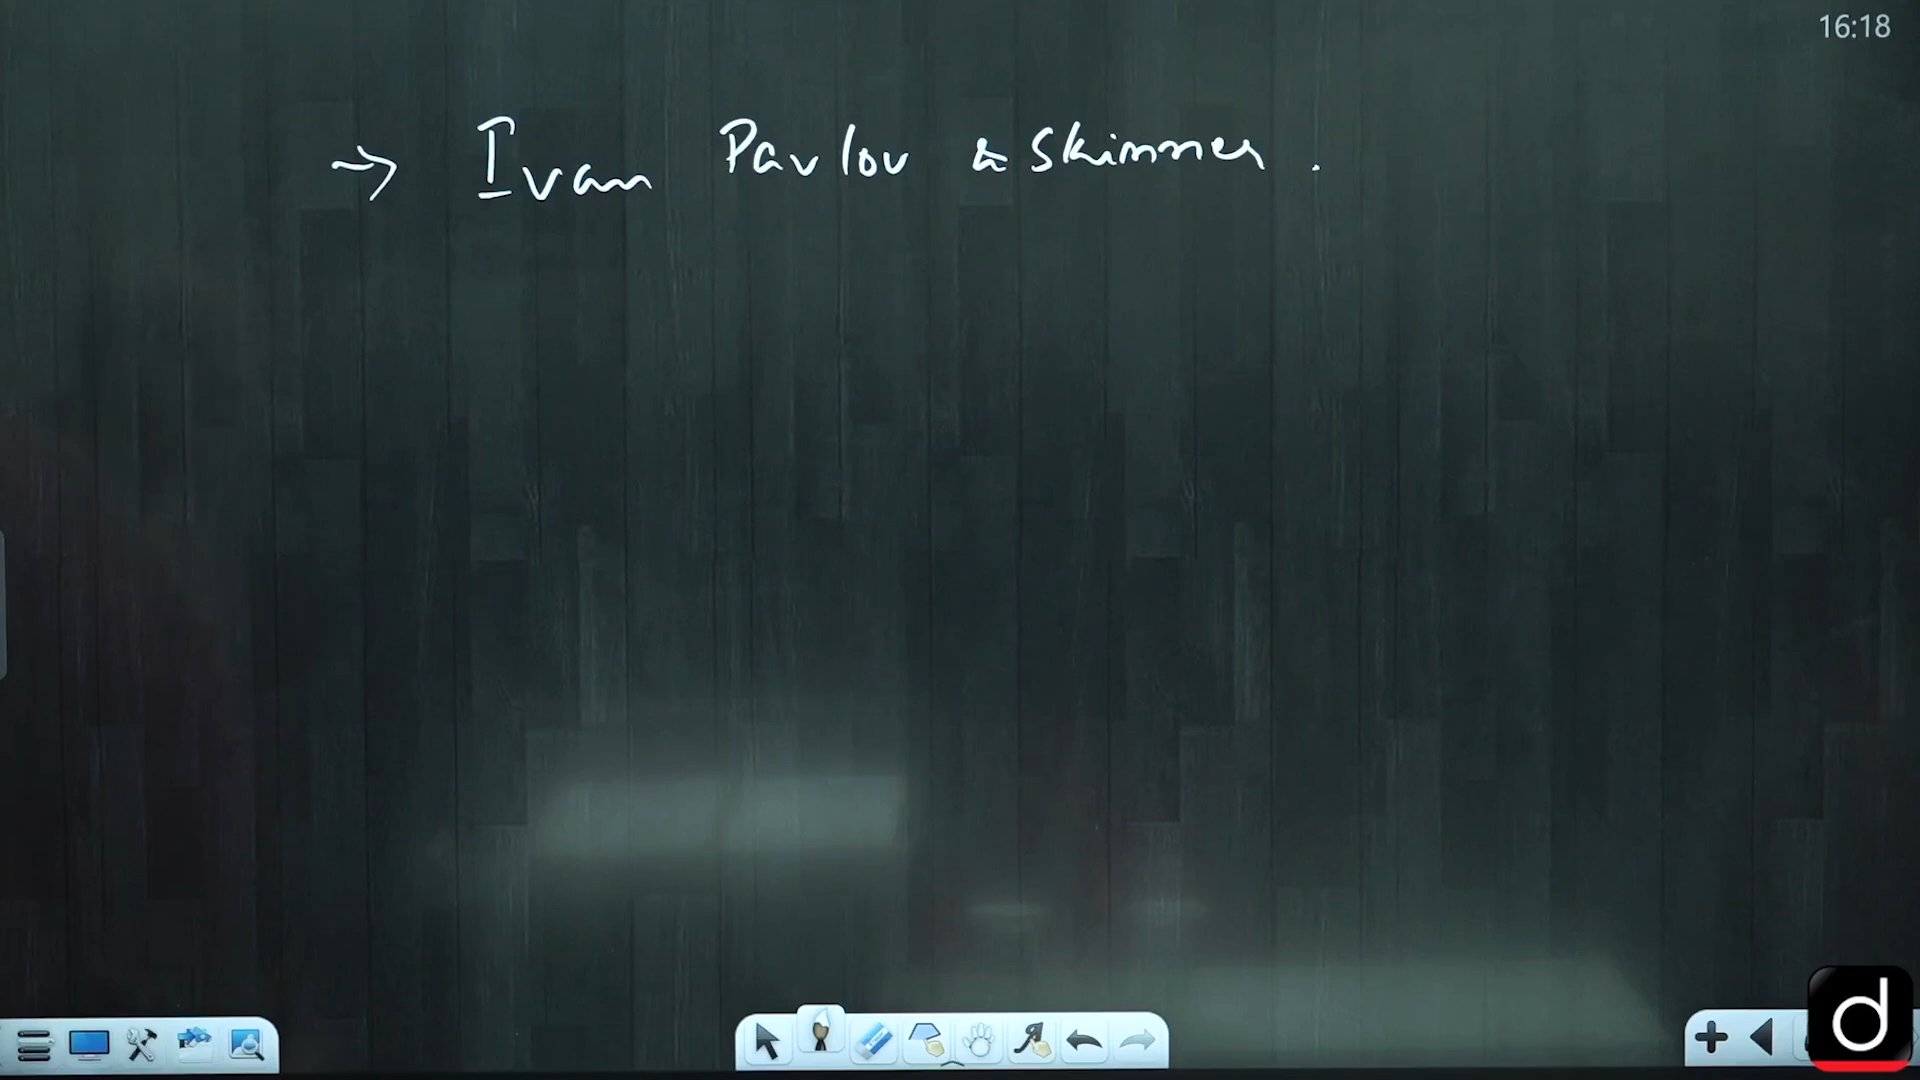 16:18
→ Ivan Pavlov & Skinner .
d